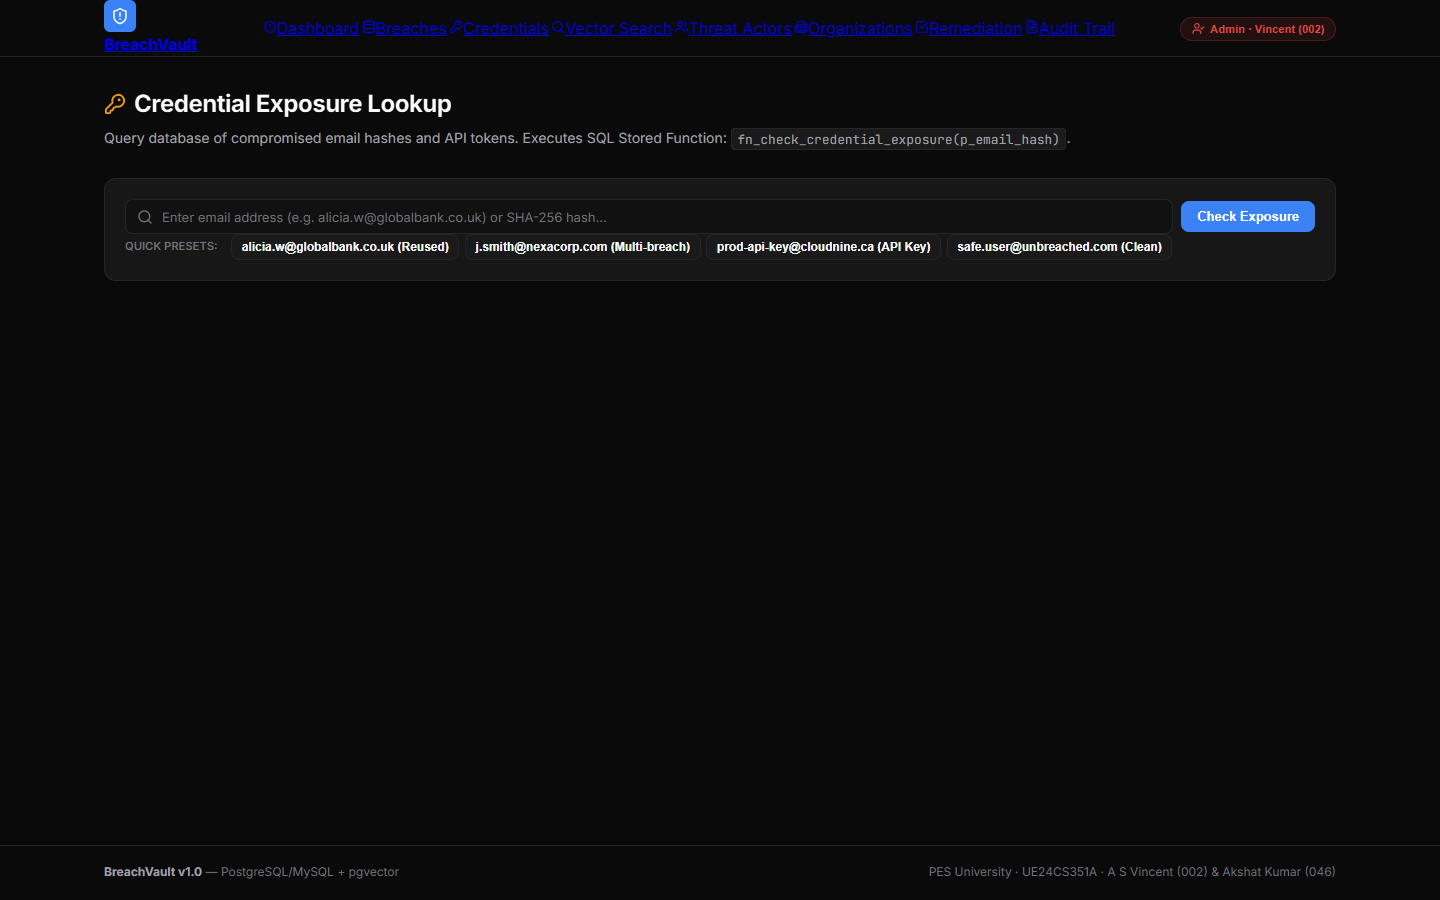 BreachVault
Dashboard Breaches Credentials Vector Search Threat Actors Organizations Remediation Audit Trail
Admin · Vincent (002)
Credential Exposure Lookup
Query database of compromised email hashes and API tokens. Executes SQL Stored Function: fn_check_credential_exposure(p_email_hash).
Enter email address (e.g. alicia.w@globalbank.co.uk) or SHA-256 hash...
Check Exposure
QUICK PRESETS: alicia.w@globalbank.co.uk (Reused) j.smith@nexacorp.com (Multi-breach) prod-api-key@cloudnine.ca (API Key) safe.user@unbreached.com (Clean)
BreachVault v1.0 — PostgreSQL/MySQL + pgvector
PES University · UE24CS351A · A S Vincent (002) & Akshat Kumar (046)